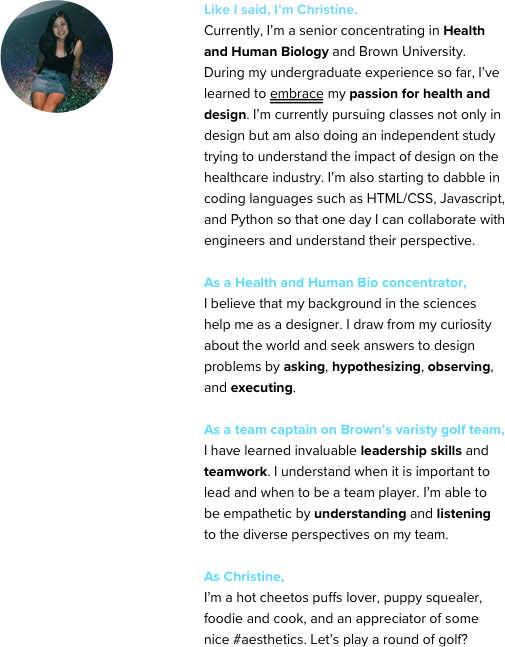 Like I said, I'm Christine.
Currently, I'm a senior concentrating in Health
and Human Biology and Brown University.
During my undergraduate experience so far, I've
learned to embrace my passion for health and
design. I'm currently pursuing classes not only in
design but am also doing an independent study
trying to understand the impact of design on the
healthcare industry. I'm also starting to dabble in
coding languages such as HTML/CSS, Javascript,
and Python so that one day I can collaborate with
engineers and understand their perspective.
As a Health and Human Bio concentrator,
I believe that my background in the sciences
help me as a designer. I draw from my curiosity
about the world and seek answers to design
problems by asking, hypothesizing, observing,
and executing.
As a team captain on Brown's varisty golf team,
I have learned invaluable leadership skills and
teamwork. I understand when it is important to
lead and when to be a team player. I'm able to
be empathetic by understanding and listening
to the diverse perspectives on my team.
As Christine,
I'm a hot cheetos puffs lover, puppy squealer,
foodie and cook, and an appreciator of some
nice #aesthetics. Let's play a round of golf?